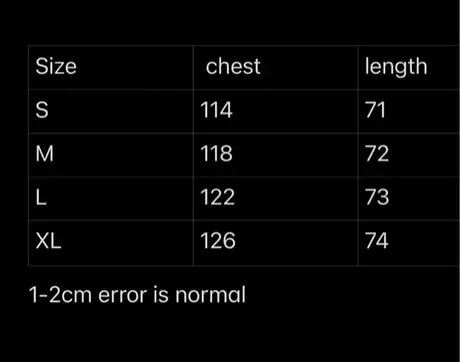 Size chest length
S 114 71
M 118 72
L 122 73
XL 126 74
1-2cm error is normal